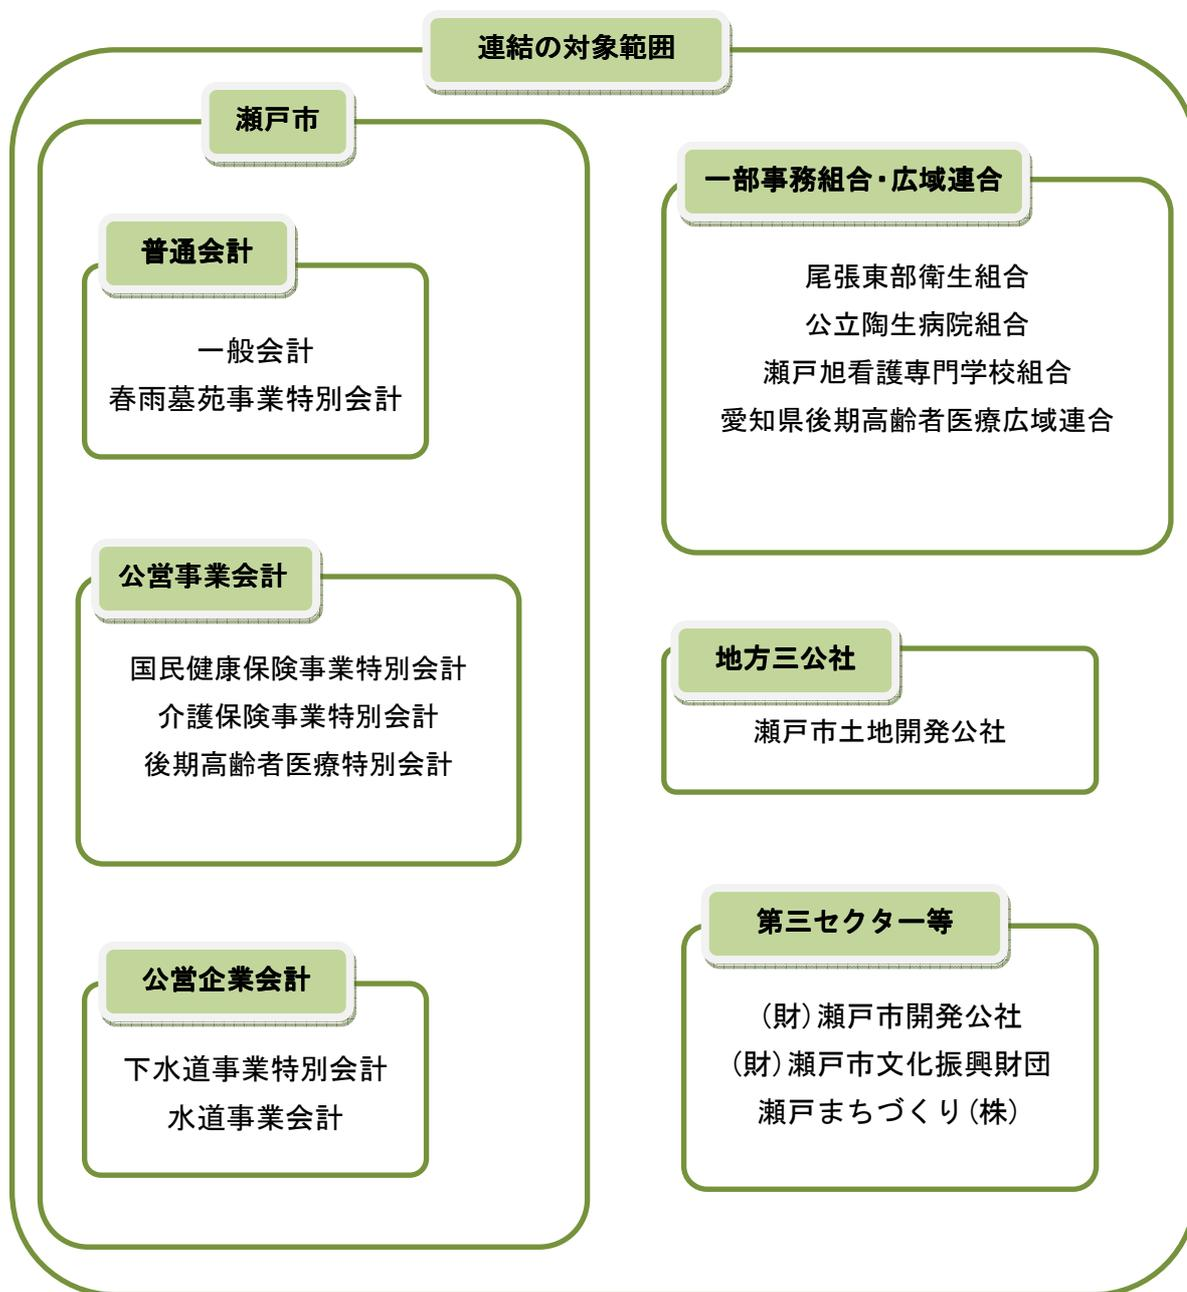 連結の対象範囲
瀬戸市
普通会計
一般会計
春雨墓苑事業特別会計
公営事業会計
国民健康保険事業特別会計
介護保険事業特別会計
後期高齢者医療特別会計
公営企業会計
下水道事業特別会計
水道事業会計
一部事務組合・広域連合
尾張東部衛生組合
公立陶生病院組合
瀬戸旭看護専門学校組合
愛知県後期高齢者医療広域連合
地方三公社
瀬戸市土地開発公社
第三セクター等
(財)瀬戸市開発公社
(財)瀬戸市文化振興財団
瀬戸まちづくり(株)